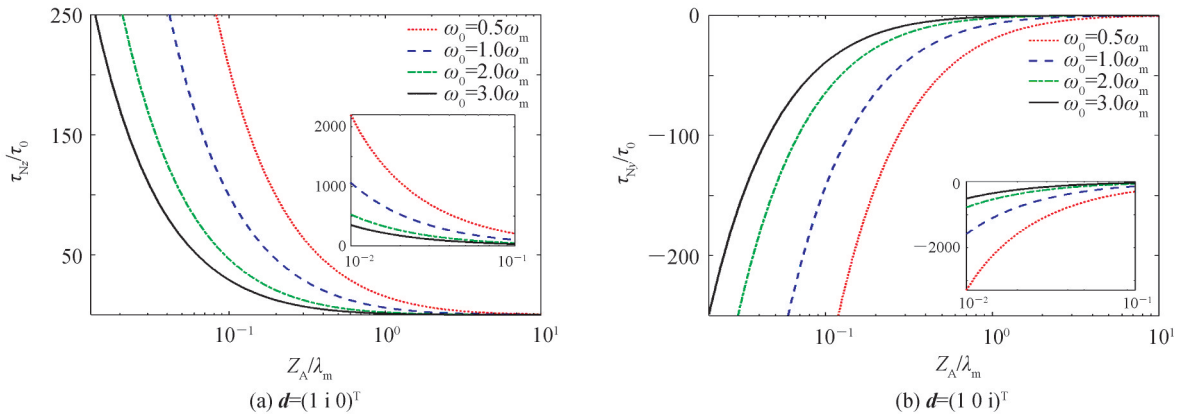 250
150
50
τNz/τ0
ω0=0.5ωm
ω0=1.0ωm
ω0=2.0ωm
ω0=3.0ωm
2000
1000
0
10⁻² 10⁻¹
10⁻¹ 10⁰ 10¹
ZA/λm
(a) d=(1 i 0)ᵀ
0
−100
−200
τNy/τ0
ω0=0.5ωm
ω0=1.0ωm
ω0=2.0ωm
ω0=3.0ωm
0
−2000
10⁻² 10⁻¹
10⁻¹ 10⁰ 10¹
ZA/λm
(b) d=(1 0 i)ᵀ